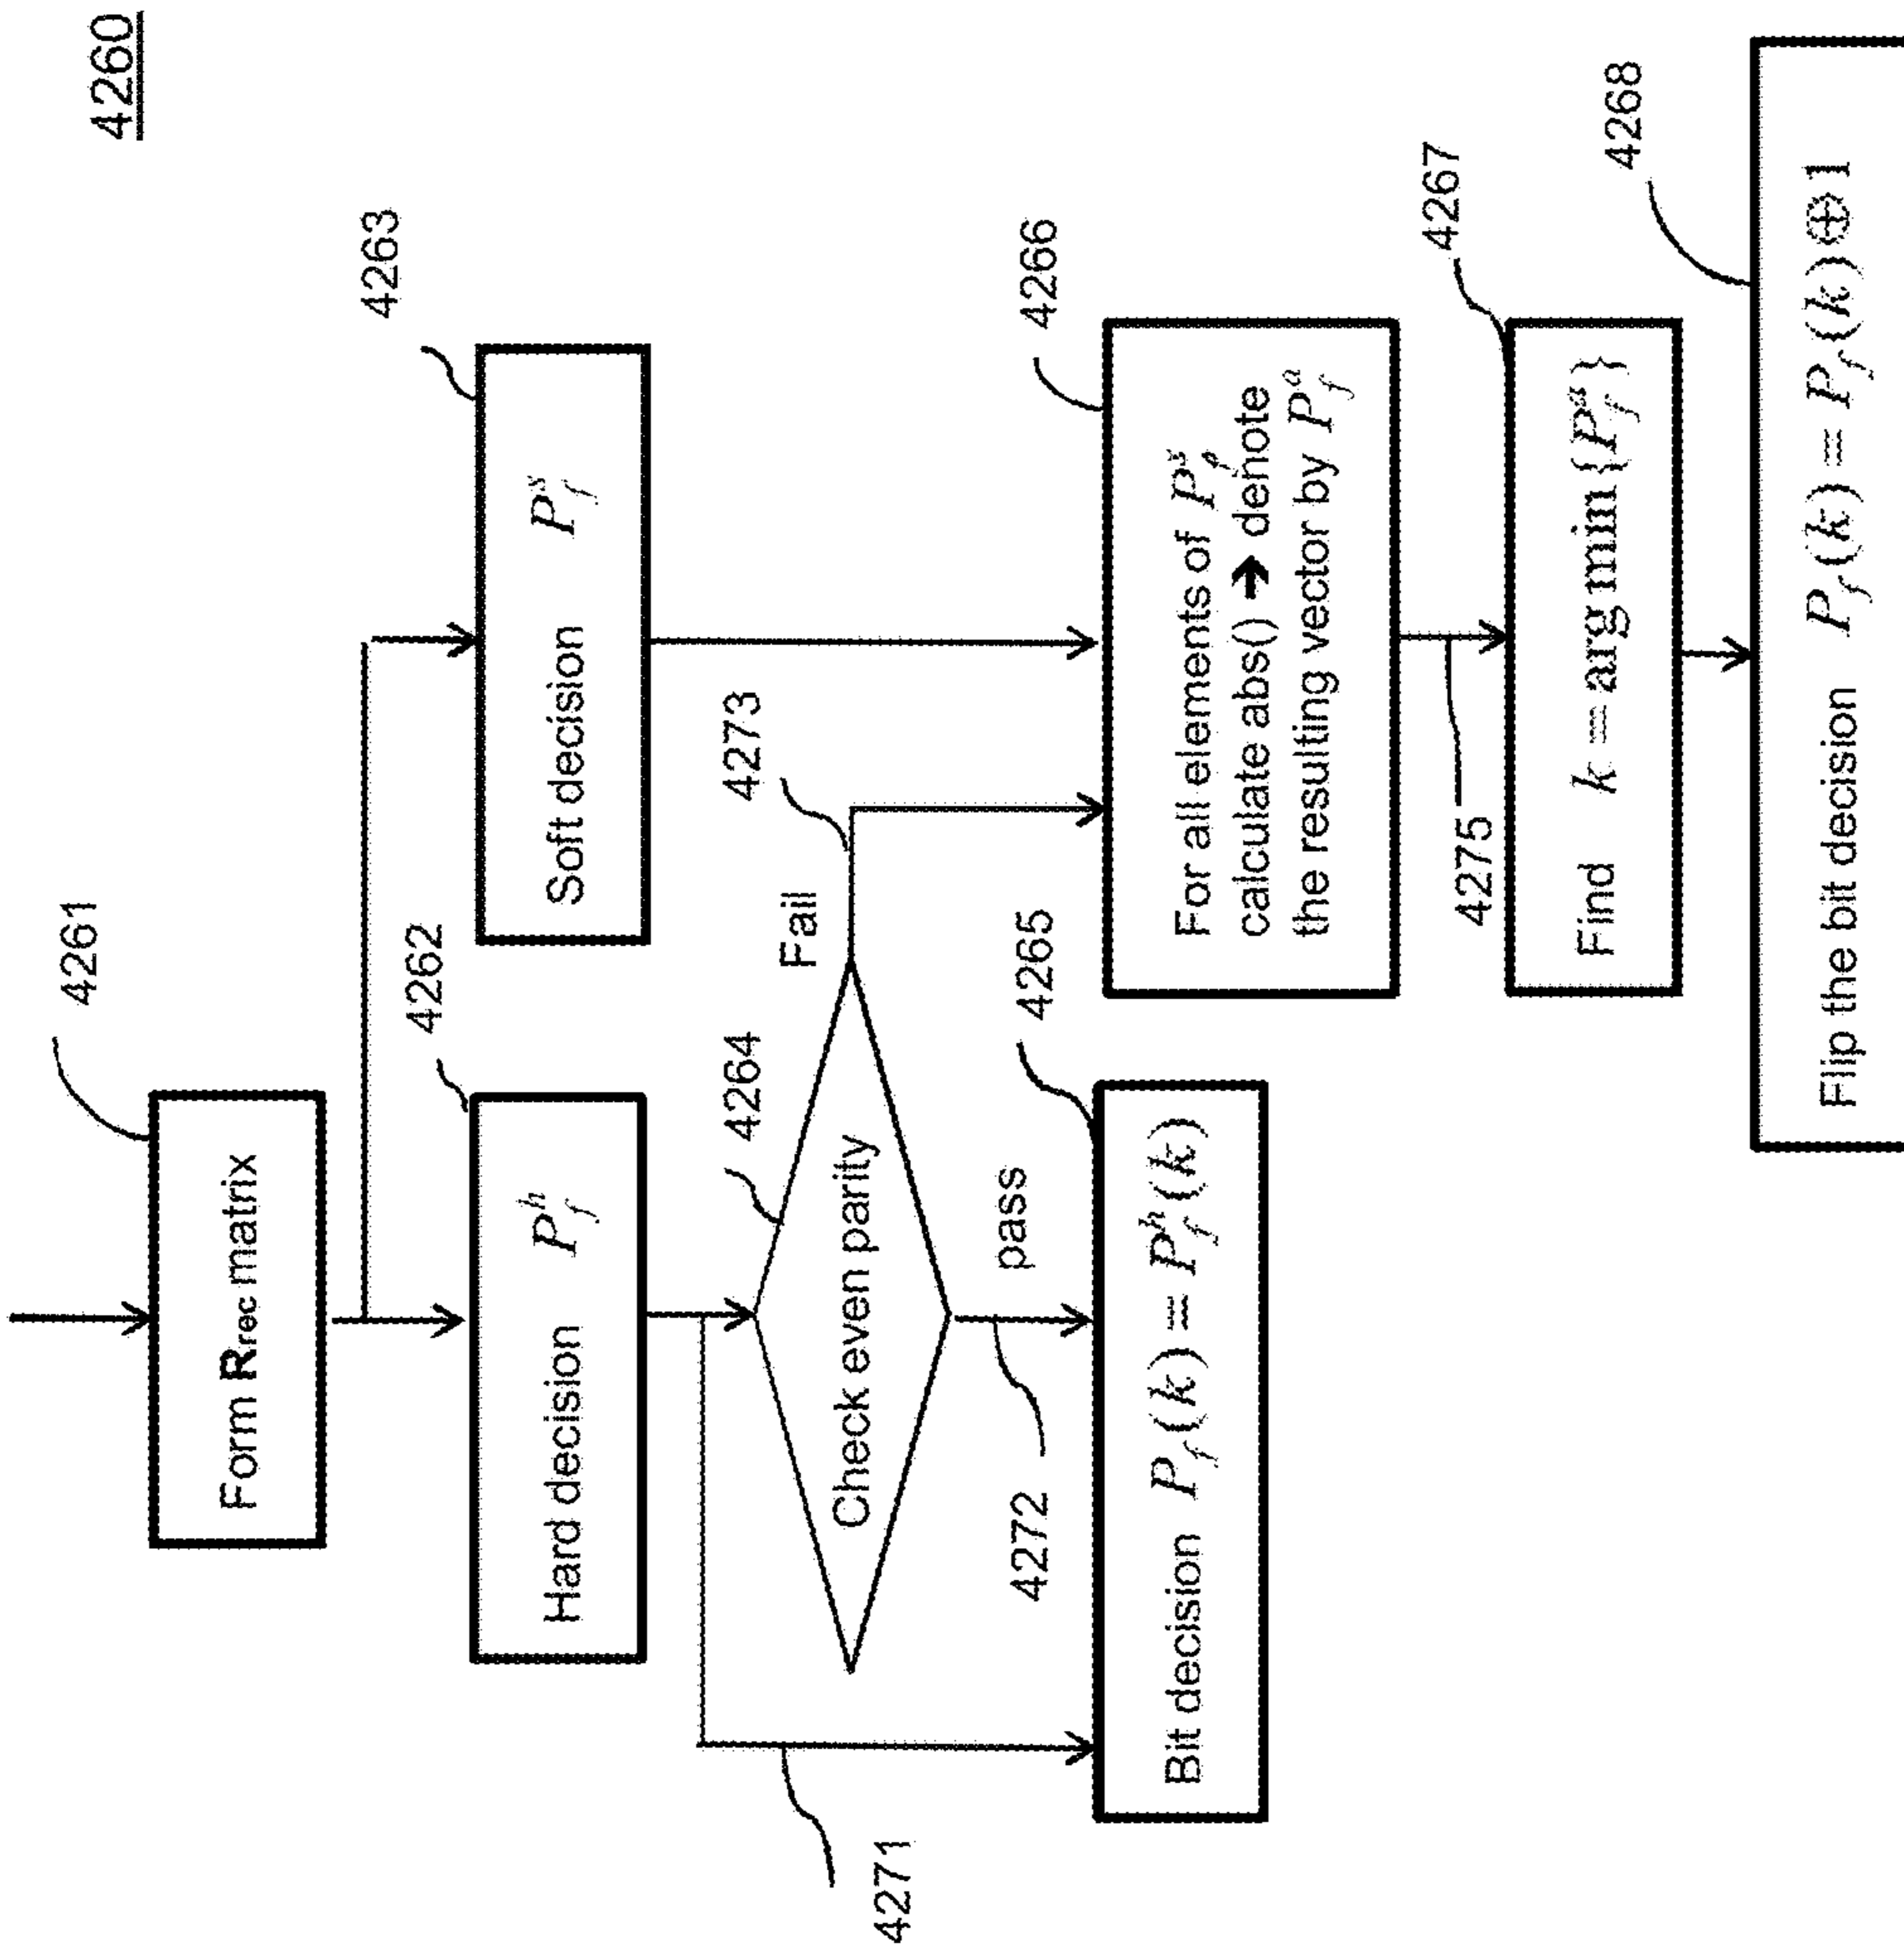 4260
4261
Form Rrec matrix
4262
Hard decision P_f^h
4263
Soft decision P_f^s
4264
Check even parity
Fail
4273
pass
4272
4271
4265
Bit decision P_f(k) = P_f^h(k)
4266
For all elements of P_f^s
calculate abs() ➔ denote
the resulting vector by P_f^a
4275
4267
Find k = arg min{P_f^a}
4268
Flip the bit decision P_f(k) = P_f(k)⊕1